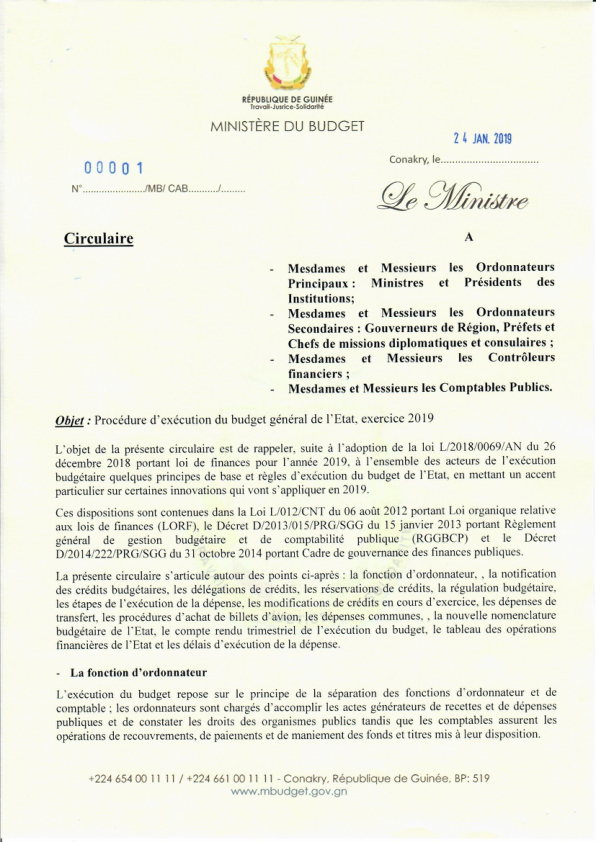 RÉPUBLIQUE DE GUINÉE
Travail-Justice-Solidarité
MINISTÈRE DU BUDGET
24 JAN. 2019
Conakry, le.................................
00001
N°....................../MB/ CAB........../........
Le Ministre
Circulaire
A
- Mesdames et Messieurs les Ordonnateurs
Principaux : Ministres et Présidents des
Institutions;
- Mesdames et Messieurs les Ordonnateurs
Secondaires : Gouverneurs de Région, Préfets et
Chefs de missions diplomatiques et consulaires ;
- Mesdames et Messieurs les Contrôleurs
financiers ;
- Mesdames et Messieurs les Comptables Publics.
Objet : Procédure d'exécution du budget général de l'Etat, exercice 2019
L'objet de la présente circulaire est de rappeler, suite à l'adoption de la loi L/2018/0069/AN du 26
décembre 2018 portant loi de finances pour l'année 2019, à l'ensemble des acteurs de l'exécution
budgétaire quelques principes de base et règles d'exécution du budget de l'Etat, en mettant un accent
particulier sur certaines innovations qui vont s'appliquer en 2019.
Ces dispositions sont contenues dans la Loi L/012/CNT du 06 août 2012 portant Loi organique relative
aux lois de finances (LORF), le Décret D/2013/015/PRG/SGG du 15 janvier 2013 portant Règlement
général de gestion budgétaire et de comptabilité publique (RGGBCP) et le Décret
D/2014/222/PRG/SGG du 31 octobre 2014 portant Cadre de gouvernance des finances publiques.
La présente circulaire s'articule autour des points ci-après : la fonction d'ordonnateur, , la notification
des crédits budgétaires, les délégations de crédits, les réservations de crédits, la régulation budgétaire,
les étapes de l'exécution de la dépense, les modifications de crédits en cours d'exercice, les dépenses de
transfert, les procédures d'achat de billets d'avion, les dépenses communes, , la nouvelle nomenclature
budgétaire de l'Etat, le compte rendu trimestriel de l'exécution du budget, le tableau des opérations
financières de l'Etat et les délais d'exécution de la dépense.
- La fonction d'ordonnateur
L'exécution du budget repose sur le principe de la séparation des fonctions d'ordonnateur et de
comptable ; les ordonnateurs sont chargés d'accomplir les actes générateurs de recettes et de dépenses
publiques et de constater les droits des organismes publics tandis que les comptables assurent les
opérations de recouvrements, de paiements et de maniement des fonds et titres mis à leur disposition.
+224 654 00 11 11 / +224 661 00 11 11 - Conakry, République de Guinée, BP: 519
www.mbudget.gov.gn